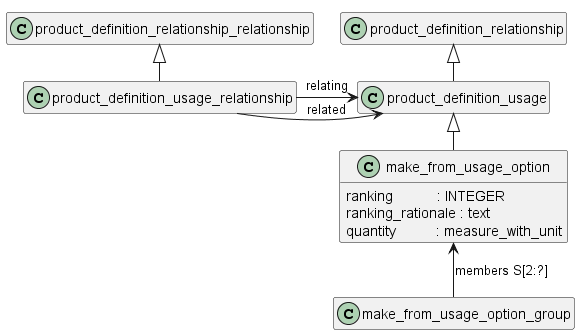 C product_definition_relationship_relationship
C product_definition_relationship
C product_definition_usage_relationship
relating
related
C product_definition_usage
C make_from_usage_option
ranking : INTEGER
ranking_rationale : text
quantity : measure_with_unit
members S[2:?]
C make_from_usage_option_group